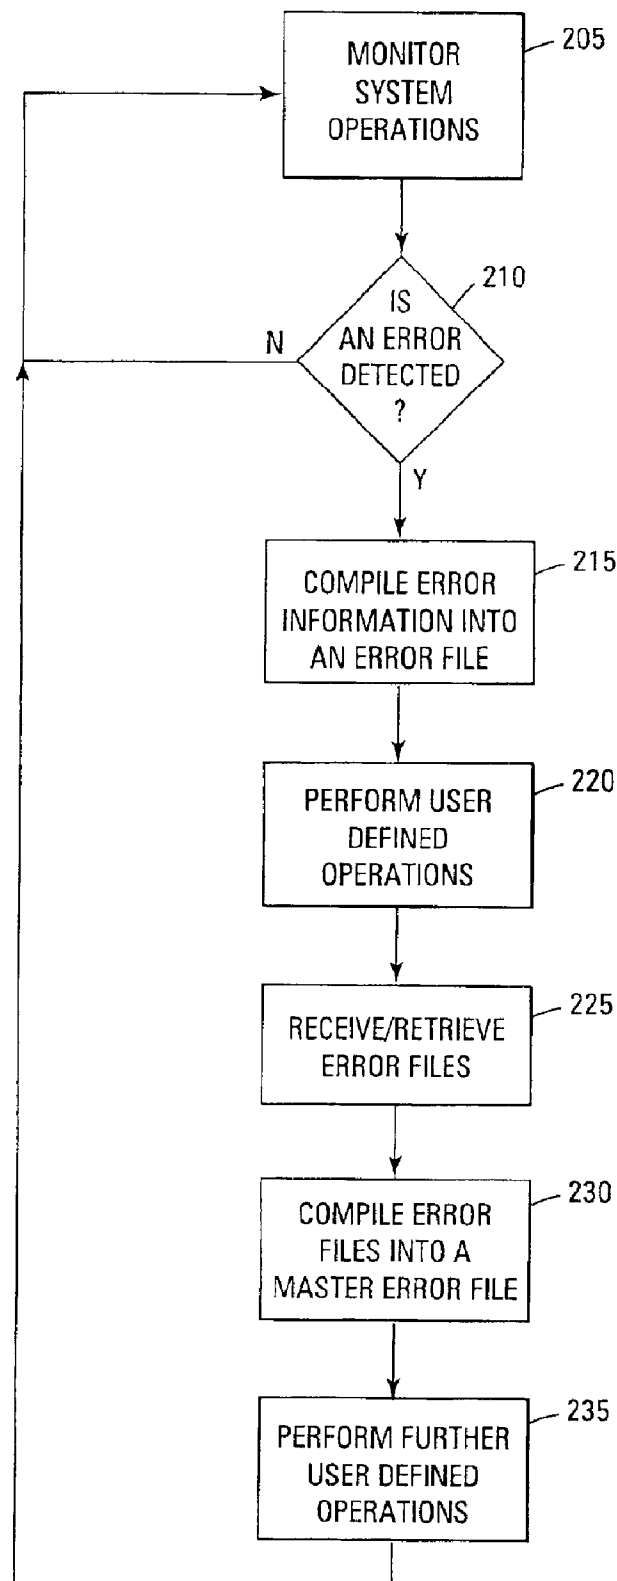 205
MONITOR
SYSTEM
OPERATIONS
210
IS
AN ERROR
DETECTED
?
N
Y
215
COMPILE ERROR
INFORMATION INTO
AN ERROR FILE
220
PERFORM USER
DEFINED
OPERATIONS
225
RECEIVE/RETRIEVE
ERROR FILES
230
COMPILE ERROR
FILES INTO A
MASTER ERROR FILE
235
PERFORM FURTHER
USER DEFINED
OPERATIONS